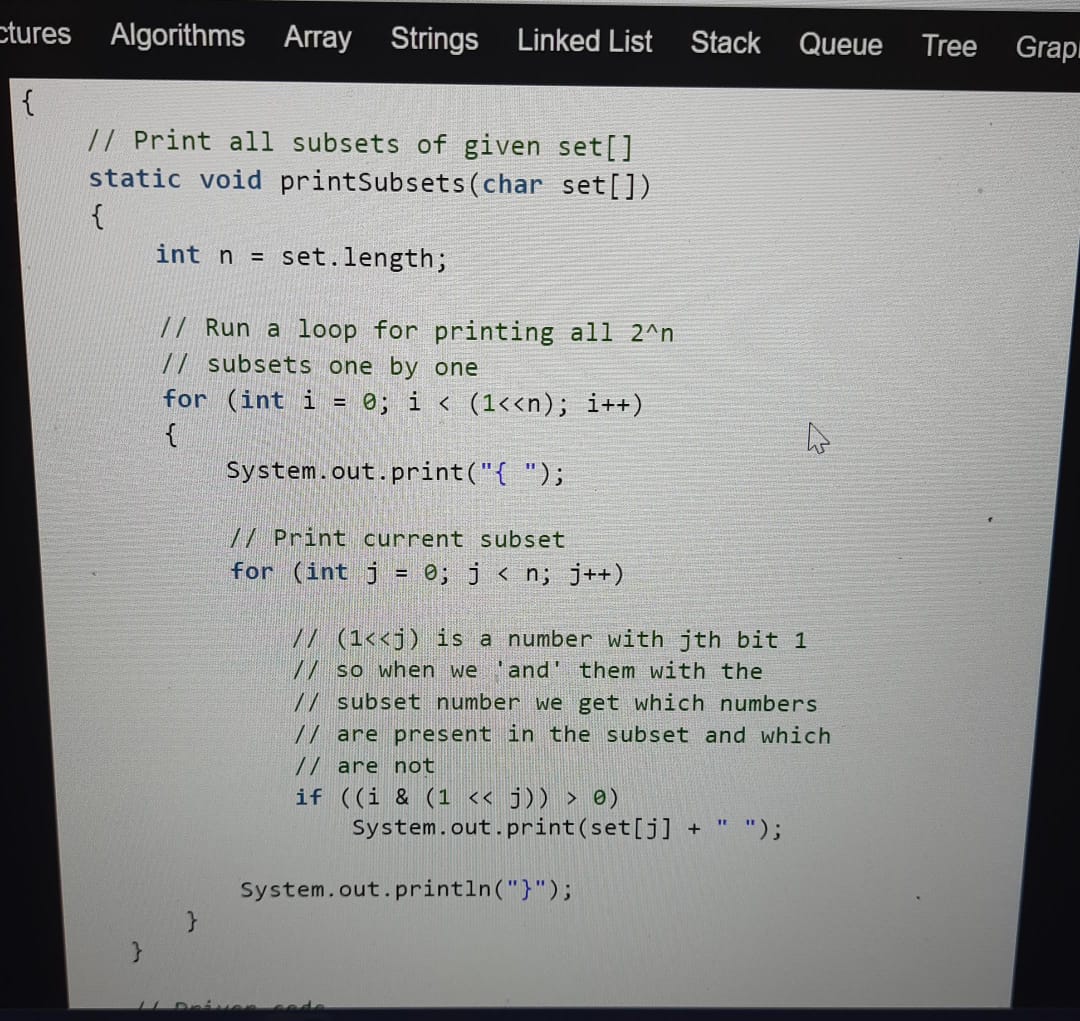 Algorithms Array Strings Linked List Stack Queue Tree
{
// Print all subsets of given set[]
static void printSubsets(char set[])
{
int n = set.length;
// Run a loop for printing all 2^n
// subsets one by one
for (int i = 0; i < (1<<n); i++)
{
System.out.print("{ ");
// Print current subset
for (int j = 0; j < n; j++)
// (1<<j) is a number with jth bit 1
// so when we 'and' them with the
// subset number we get which numbers
// are present in the subset and which
// are not
if ((i & (1 << j)) > 0)
System.out.print(set[j] + " ");
System.out.println("}");
}
}